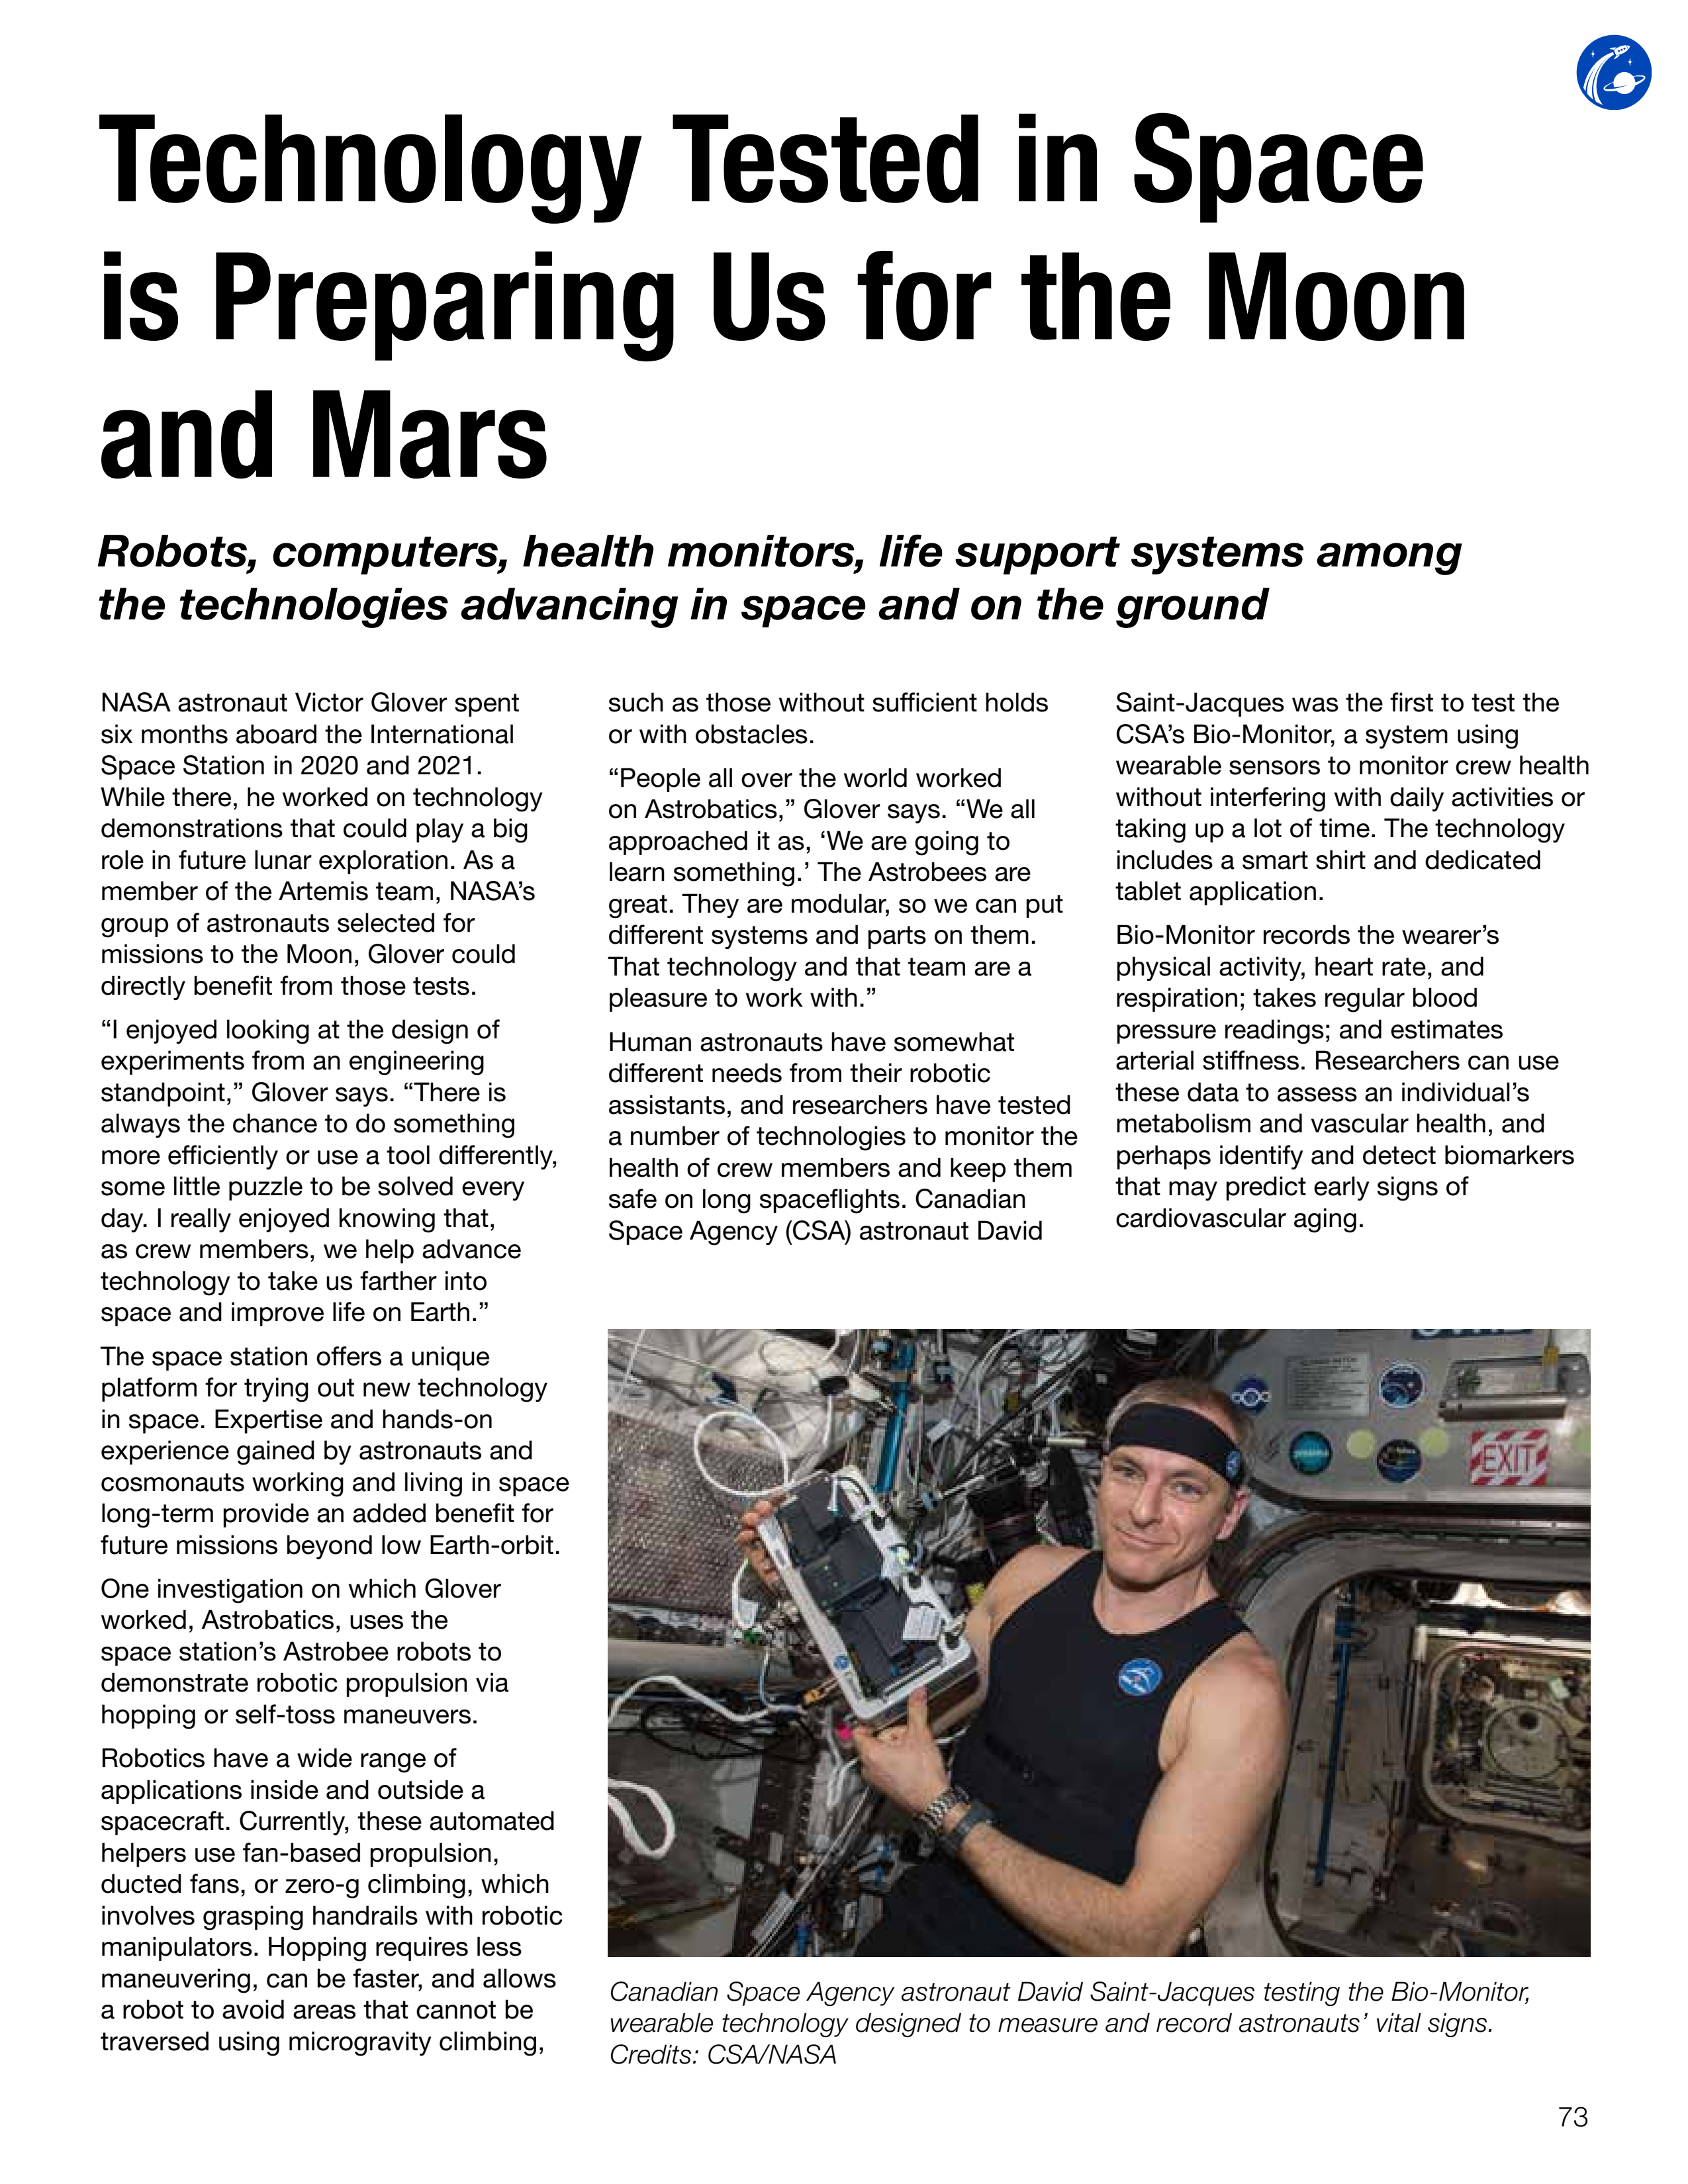 Technology Tested in Space
is Preparing Us for the Moon
and Mars
Robots, computers, health monitors, life support systems among
the technologies advancing in space and on the ground
NASA astronaut Victor Glover spent
six months aboard the International
Space Station in 2020 and 2021.
While there, he worked on technology
demonstrations that could play a big
role in future lunar exploration. As a
member of the Artemis team, NASA’s
group of astronauts selected for
missions to the Moon, Glover could
directly benefit from those tests.
“I enjoyed looking at the design of
experiments from an engineering
standpoint,” Glover says. “There is
always the chance to do something
more efficiently or use a tool differently,
some little puzzle to be solved every
day. I really enjoyed knowing that,
as crew members, we help advance
technology to take us farther into
space and improve life on Earth.”
The space station offers a unique
platform for trying out new technology
in space. Expertise and hands-on
experience gained by astronauts and
cosmonauts working and living in space
long-term provide an added benefit for
future missions beyond low Earth-orbit.
One investigation on which Glover
worked, Astrobatics, uses the
space station’s Astrobee robots to
demonstrate robotic propulsion via
hopping or self-toss maneuvers.
Robotics have a wide range of
applications inside and outside a
spacecraft. Currently, these automated
helpers use fan-based propulsion,
ducted fans, or zero-g climbing, which
involves grasping handrails with robotic
manipulators. Hopping requires less
maneuvering, can be faster, and allows
a robot to avoid areas that cannot be
traversed using microgravity climbing,
such as those without sufficient holds
or with obstacles.
“People all over the world worked
on Astrobatics,” Glover says. “We all
approached it as, ‘We are going to
learn something.’ The Astrobees are
great. They are modular, so we can put
different systems and parts on them.
That technology and that team are a
pleasure to work with.”
Human astronauts have somewhat
different needs from their robotic
assistants, and researchers have tested
a number of technologies to monitor the
health of crew members and keep them
safe on long spaceflights. Canadian
Space Agency (CSA) astronaut David
Saint-Jacques was the first to test the
CSA’s Bio-Monitor, a system using
wearable sensors to monitor crew health
without interfering with daily activities or
taking up a lot of time. The technology
includes a smart shirt and dedicated
tablet application.
Bio-Monitor records the wearer’s
physical activity, heart rate, and
respiration; takes regular blood
pressure readings; and estimates
arterial stiffness. Researchers can use
these data to assess an individual’s
metabolism and vascular health, and
perhaps identify and detect biomarkers
that may predict early signs of
cardiovascular aging.
EXIT
Canadian Space Agency astronaut David Saint-Jacques testing the Bio-Monitor,
wearable technology designed to measure and record astronauts’ vital signs.
Credits: CSA/NASA
73